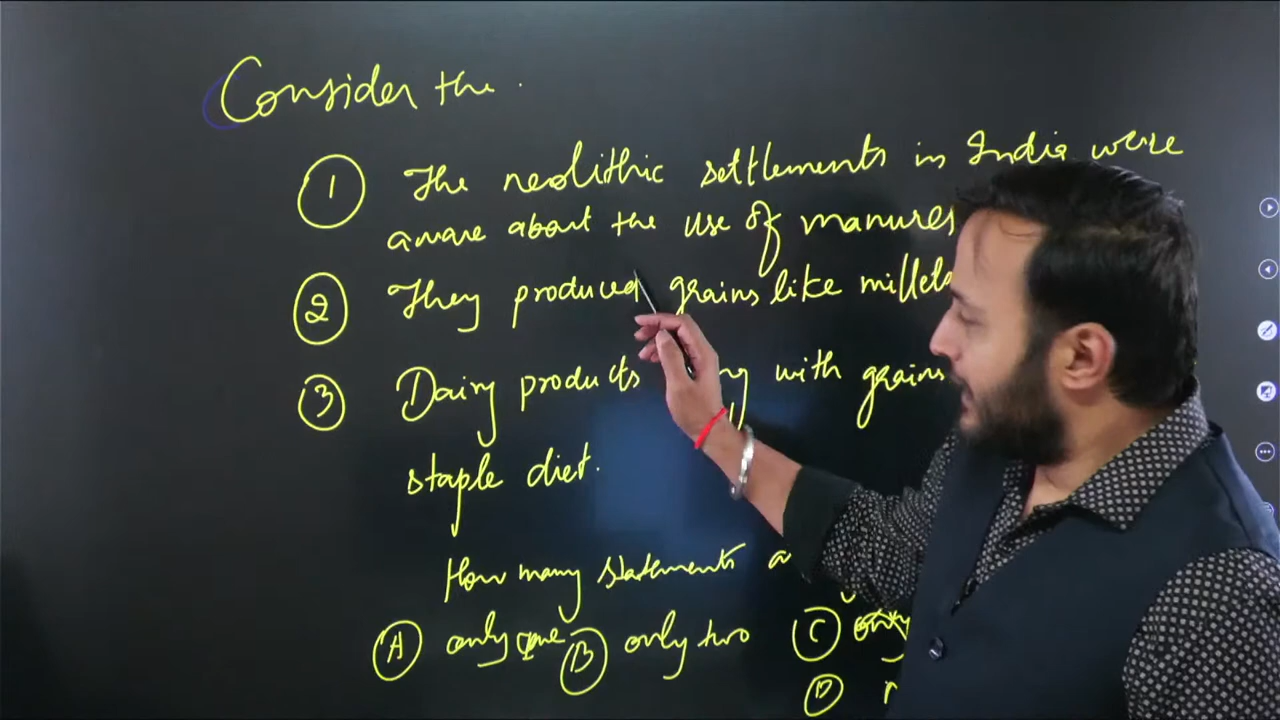 Consider the .
① The neolithic settlements in India were
aware about the use of manures
② They produced grains like millets
③ Dairy products with grains
staple diet.
How many statements
Ⓐ only one Ⓑ only two Ⓒ only
Ⓓ